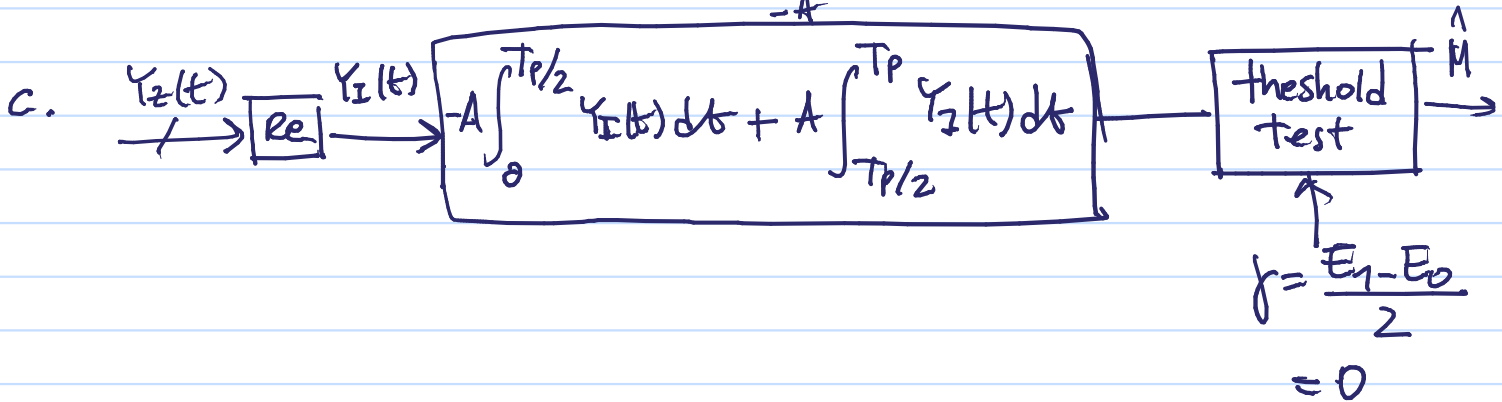 -A
c. Y_z(t) Re Y_I(t) -A ∫_0^{Tp/2} Y_I(t) dt + A ∫_{Tp/2}^{Tp} Y_I(t) dt theshold test M̂
γ = (E_1 - E_0)/2
= 0